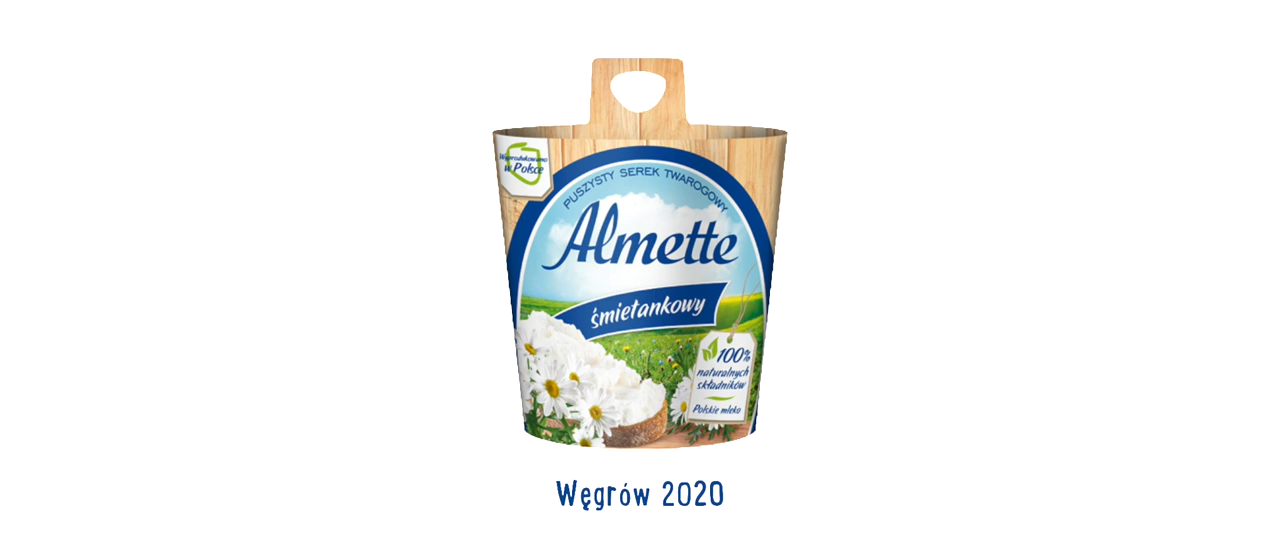 Wyprodukowano
w Polsce
PUSZYSTY SEREK TWAROGOWY
Almette
śmietankowy
100%
naturalnych
składników
Polskie mleko
Węgrów 2020